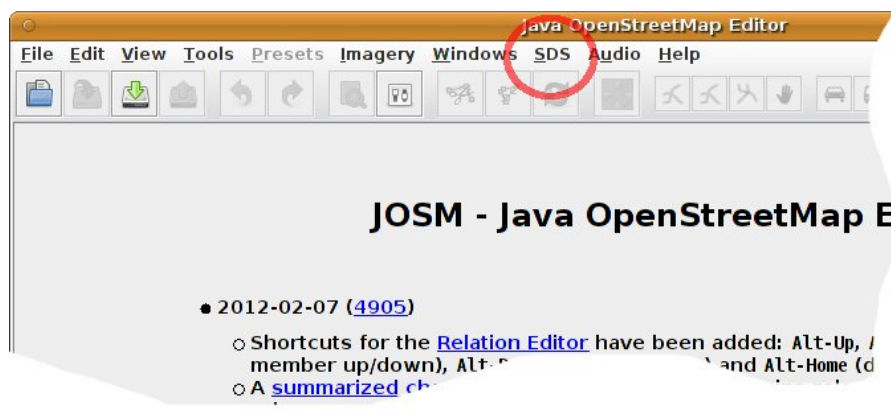 Java OpenStreetMap Editor
File Edit View Tools Presets Imagery Windows SDS Audio Help
JOSM - Java OpenStreetMap E
2012-02-07 (4905)
Shortcuts for the Relation Editor have been added: Alt-Up,
member up/down), and Alt-Home (d
A summarized